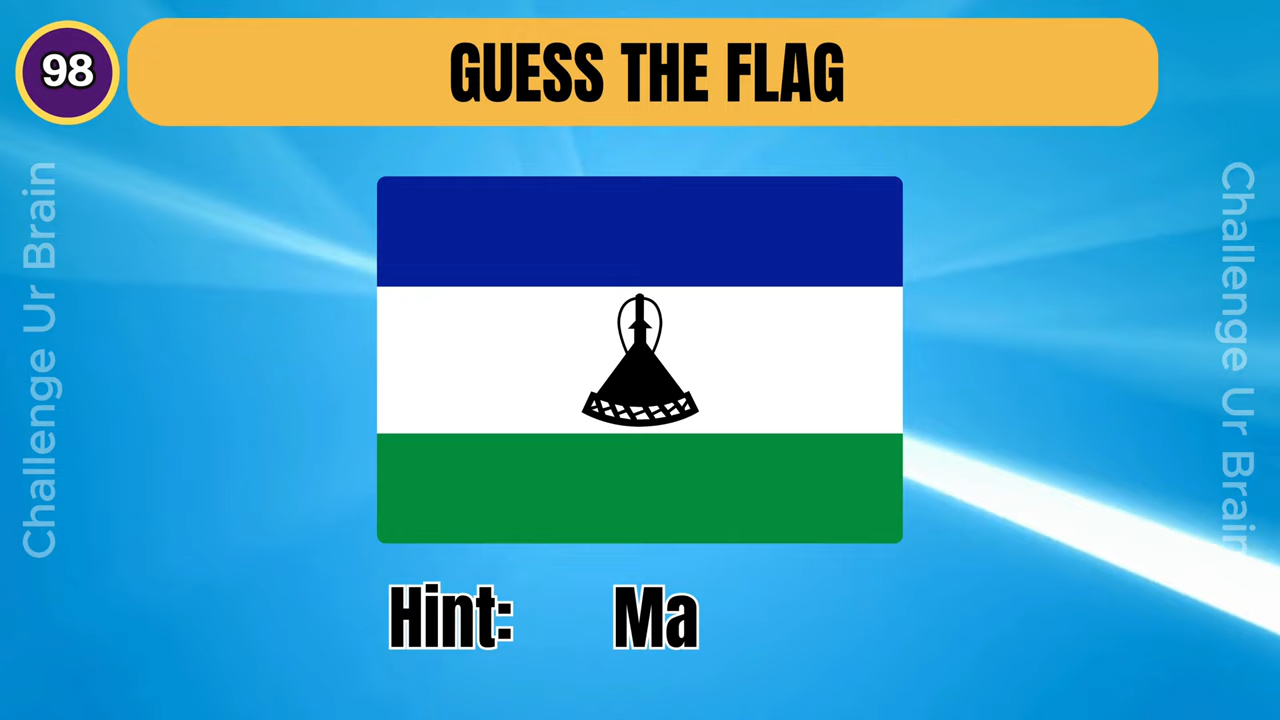 98
GUESS THE FLAG
Challenge Ur Brain
Challenge Ur Brain
Hint: Ma